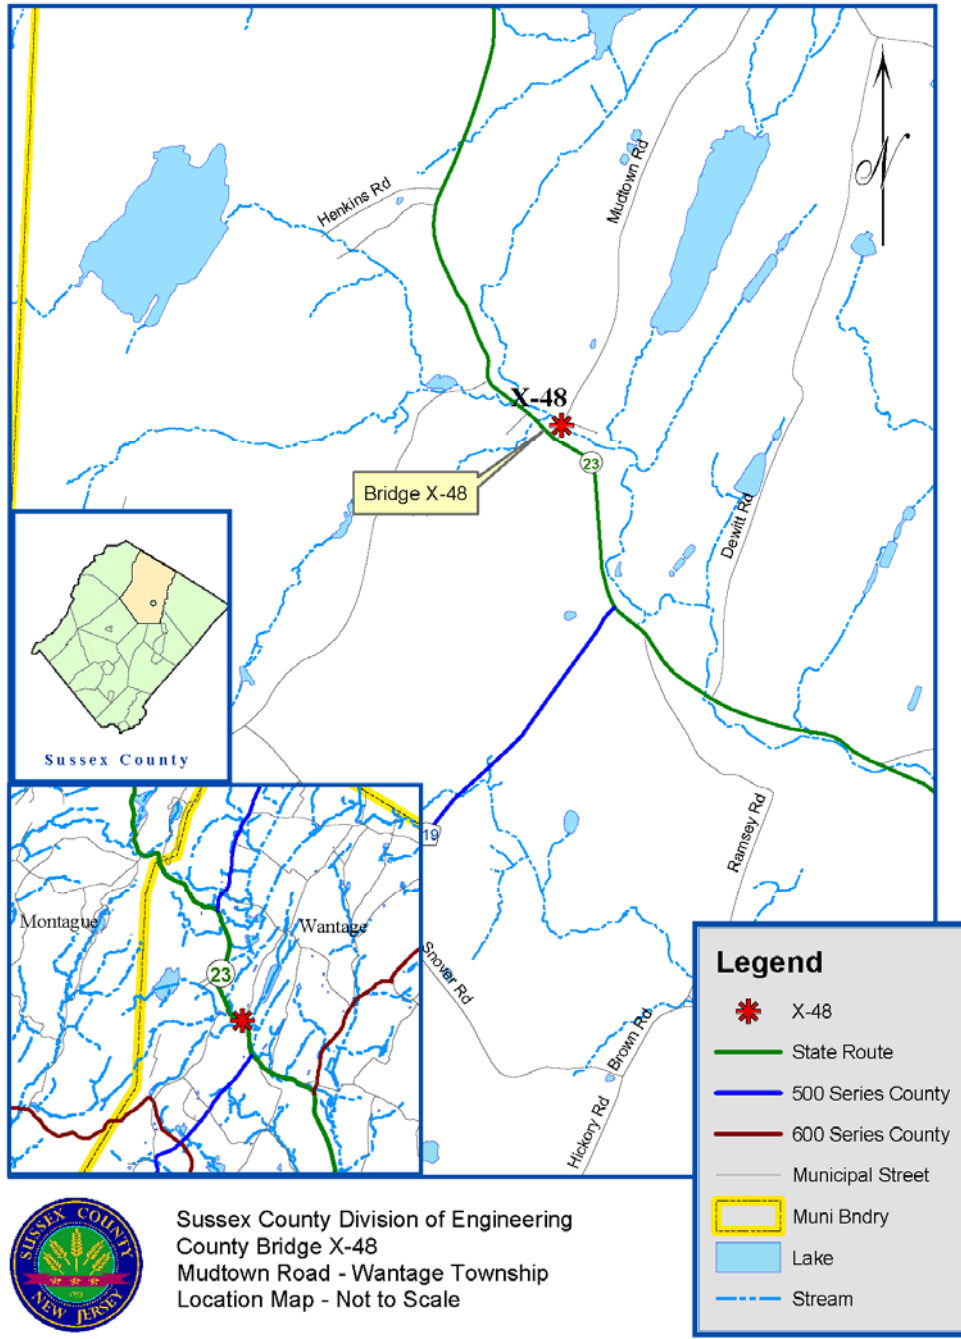 Henkins Rd
Mudtown Rd
N
X-48
23
Bridge X-48
Dewitt Rd
Sussex County
19
Ramsey Rd
Montague
Wantage
23
Snover Rd
Brown Rd
Hickory Rd
Legend
X-48
State Route
500 Series County
600 Series County
Municipal Street
Muni Bndry
Lake
Stream
SUSSEX COUNTY
1753
NEW JERSEY
Sussex County Division of Engineering
County Bridge X-48
Mudtown Road - Wantage Township
Location Map - Not to Scale